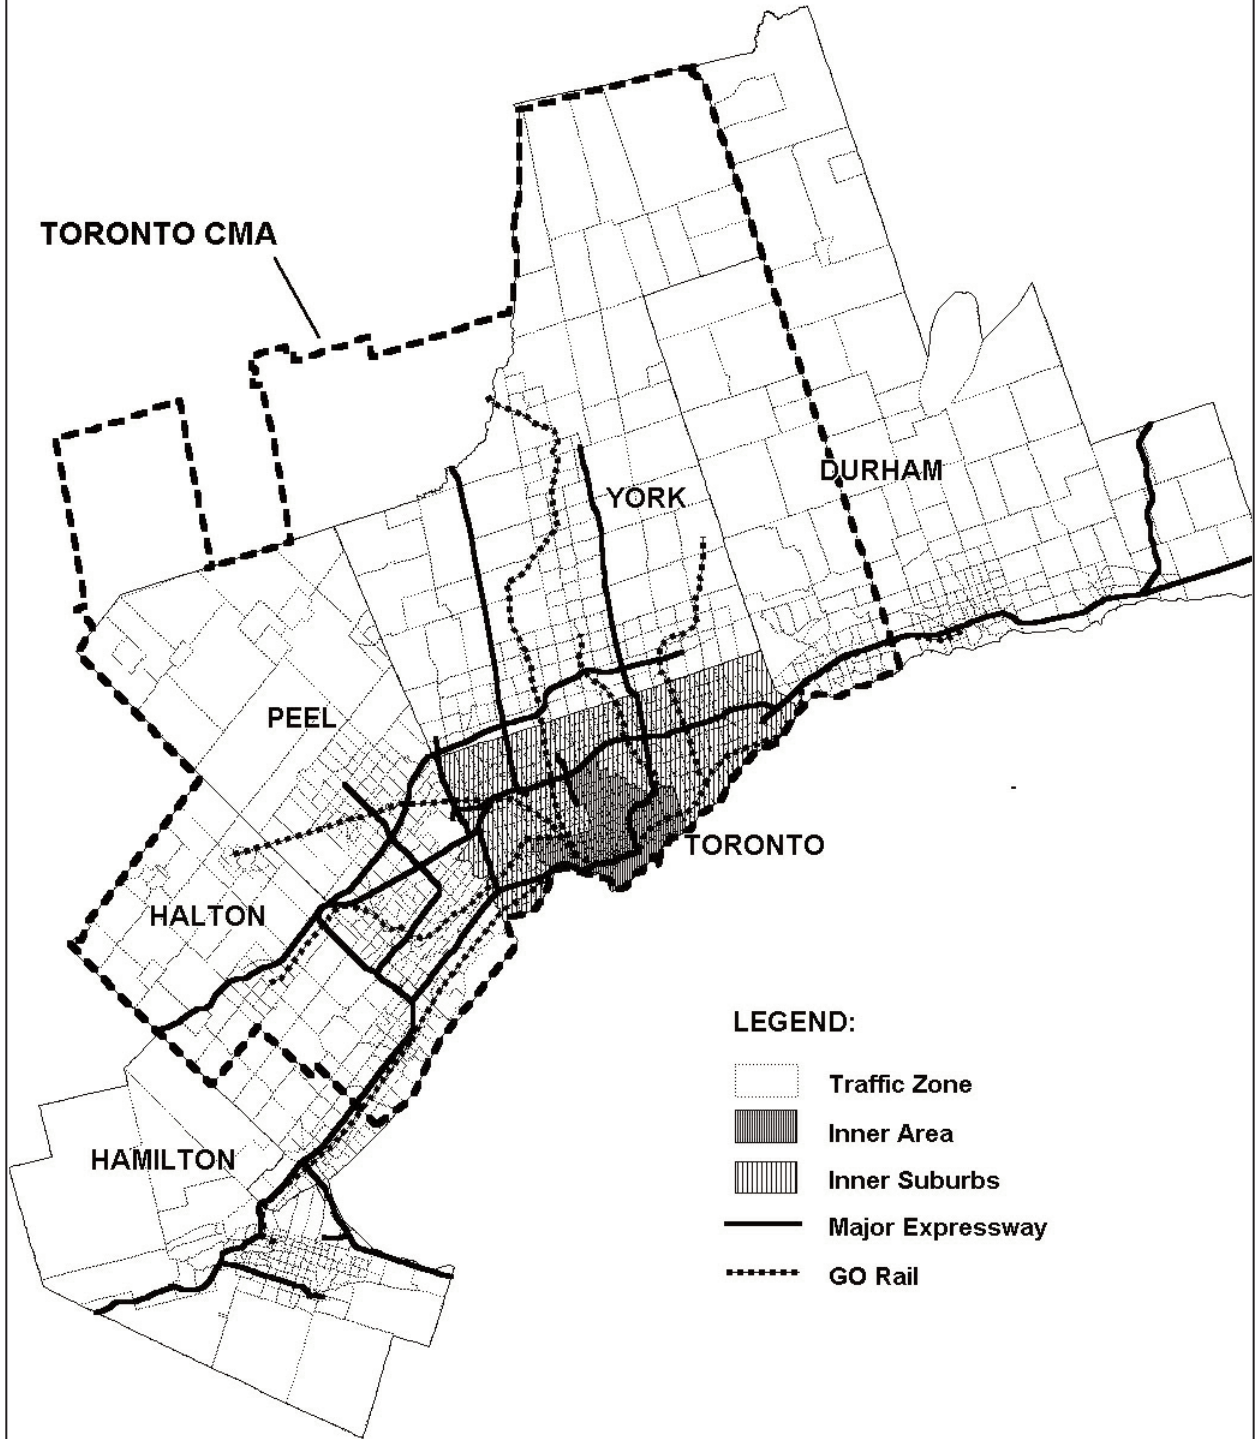 TORONTO CMA
DURHAM
YORK
PEEL
TORONTO
HALTON
LEGEND:
Traffic Zone
Inner Area
HAMILTON
Inner Suburbs
Major Expressway
GO Rail